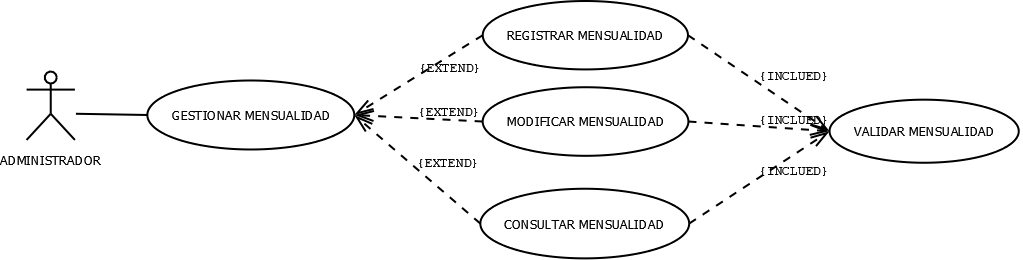 REGISTRAR MENSUALIDAD
{EXTEND}
{INCLUED}
GESTIONAR MENSUALIDAD
{EXTEND}
MODIFICAR MENSUALIDAD
{INCLUED}
VALIDAR MENSUALIDAD
ADMINISTRADOR
{EXTEND}
{INCLUED}
CONSULTAR MENSUALIDAD